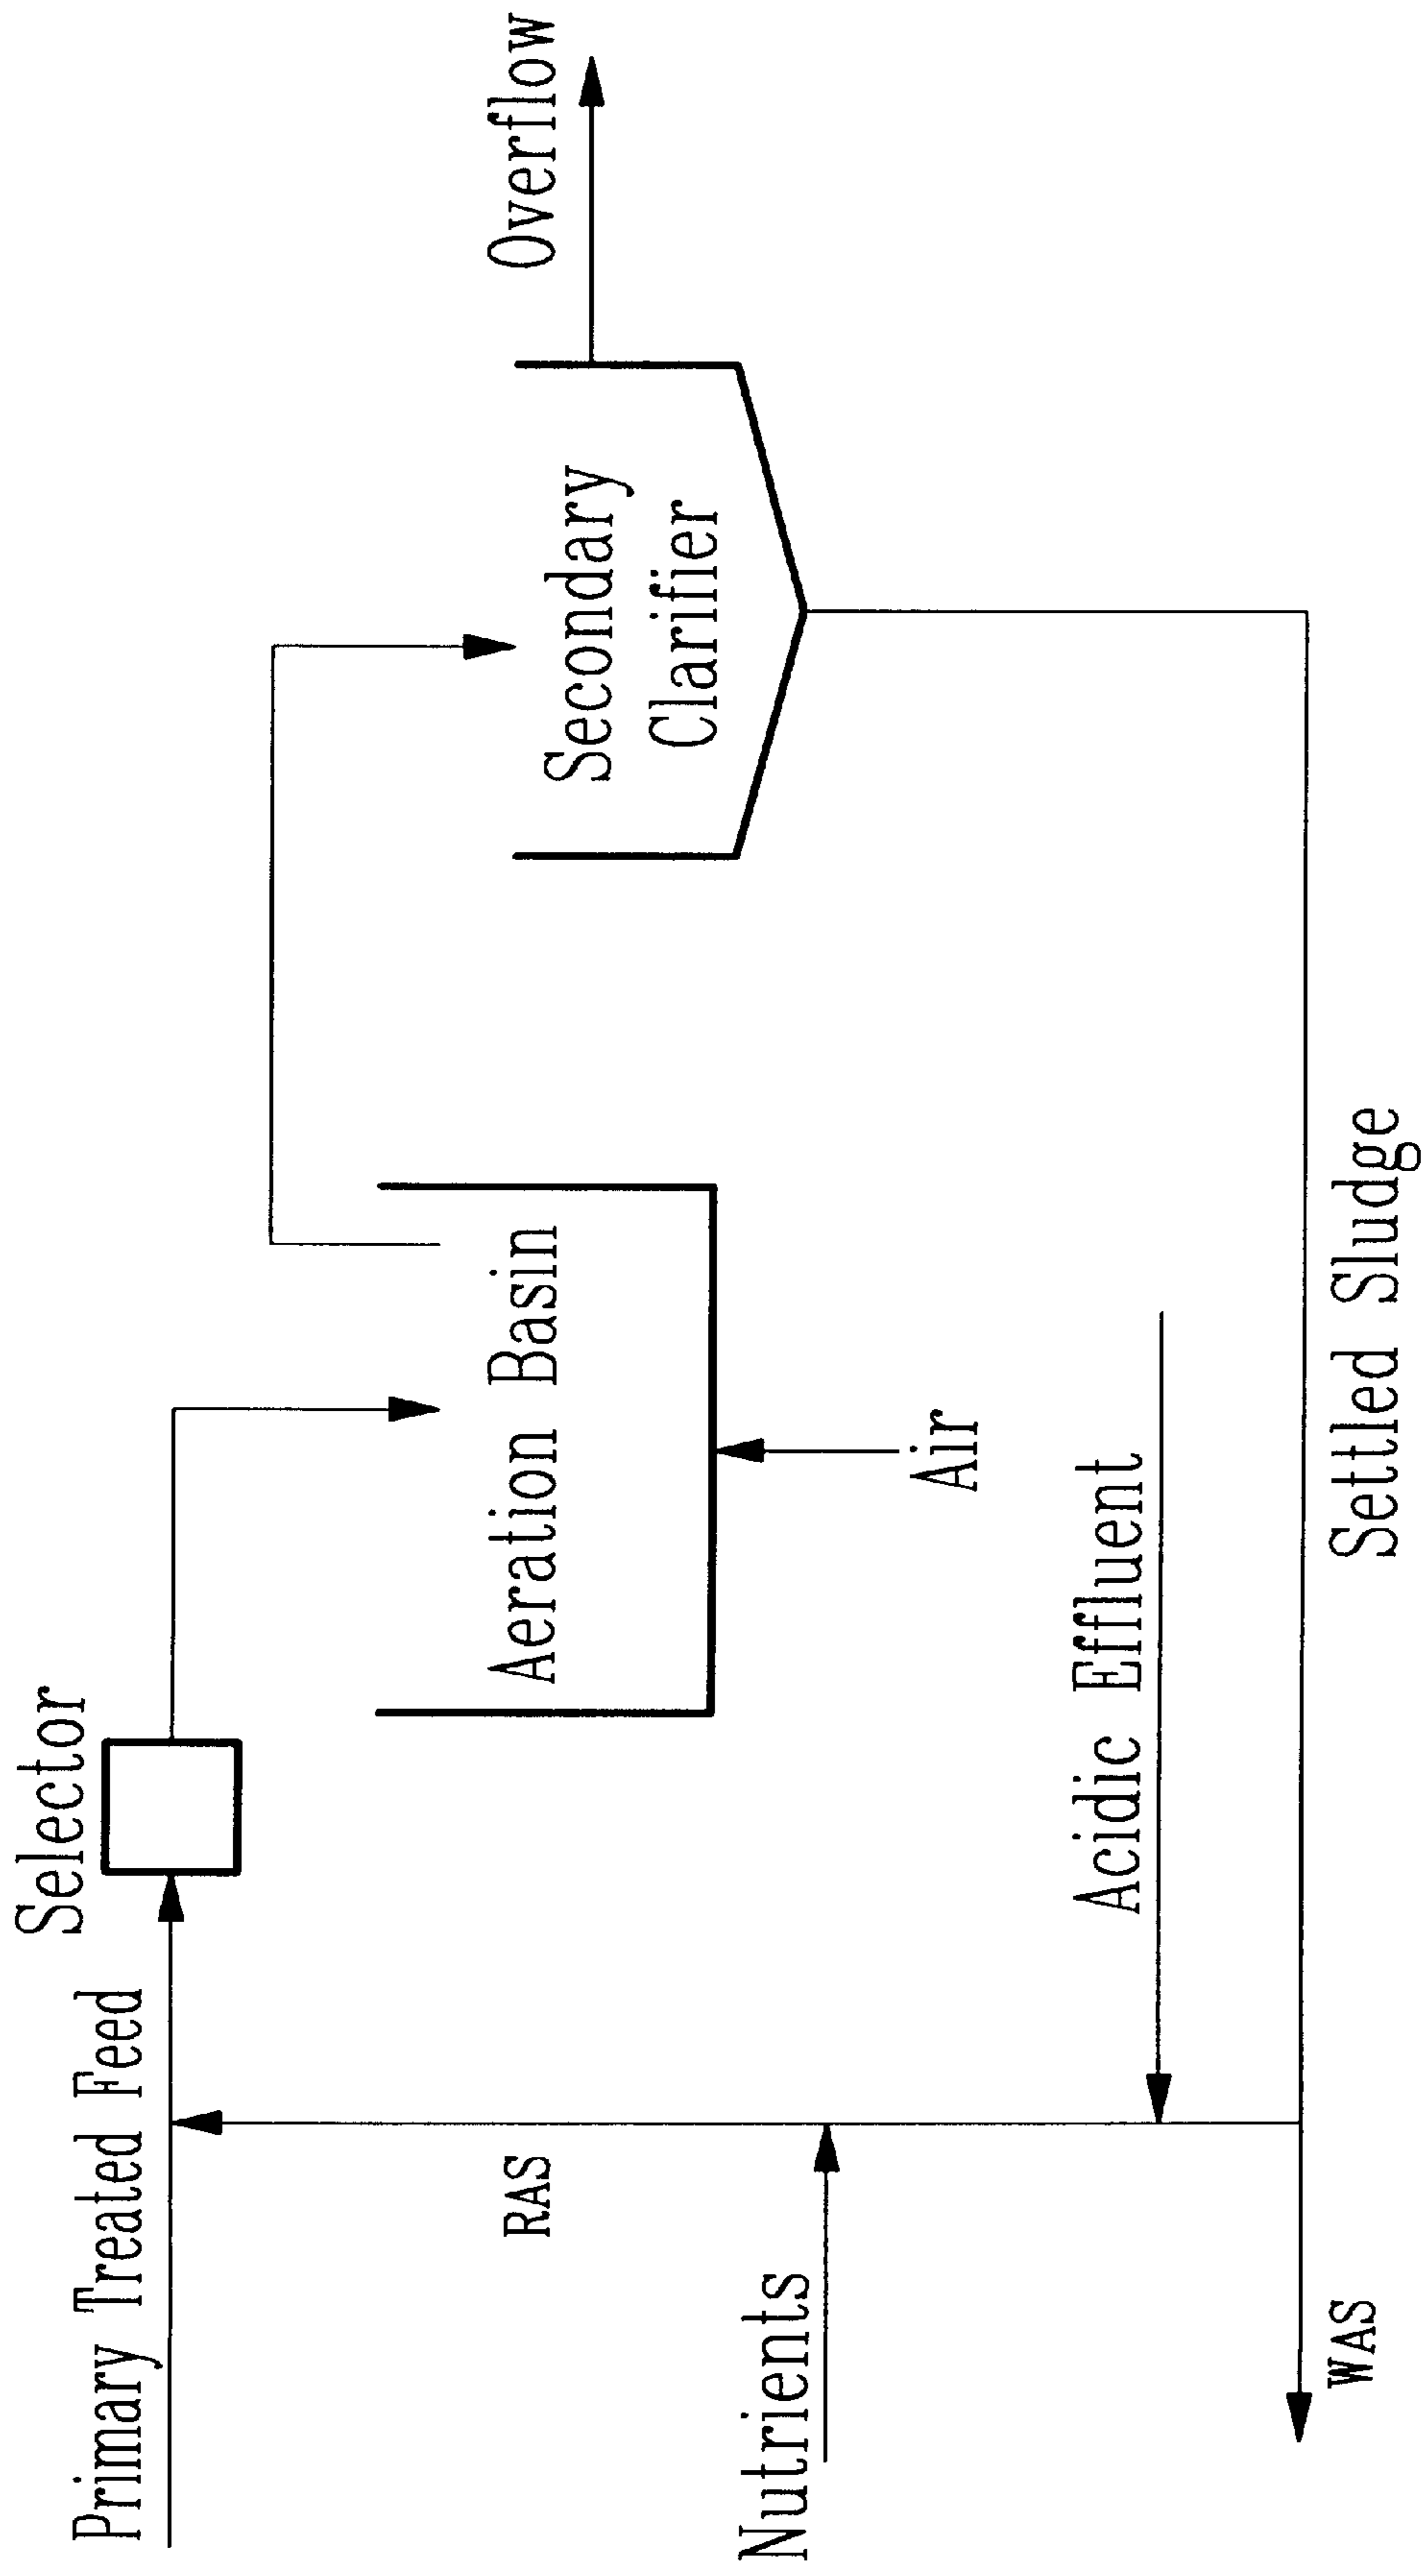 Selector
Primary Treated Feed
Overflow
Secondary
Clarifier
Aeration Basin
RAS
Air
Nutrients
Acidic Effluent
Settled Sludge
WAS